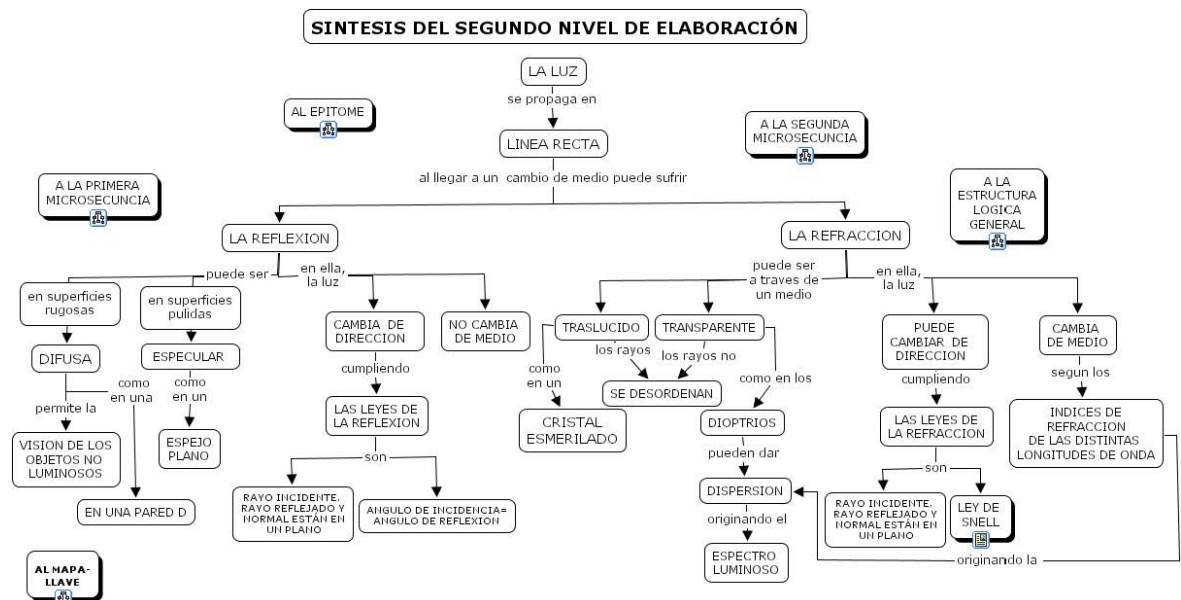 SINTESIS DEL SEGUNDO NIVEL DE ELABORACIÓN
LA LUZ
se propaga en
AL EPITOME
A LA SEGUNDA
MICROSECUNCIA
LINEA RECTA
al llegar a un cambio de medio puede sufrir
A LA PRIMERA
MICROSECUNCIA
A LA
ESTRUCTURA
LOGICA
GENERAL
LA REFLEXION
LA REFRACCION
puede ser
en ella,
la luz
puede ser
a traves de
un medio
en ella,
la luz
en superficies
rugosas
en superficies
pulidas
CAMBIA DE
DIRECCION
NO CAMBIA
DE MEDIO
TRASLUCIDO
TRANSPARENTE
PUEDE
CAMBIAR DE
DIRECCION
CAMBIA
DE MEDIO
DIFUSA
ESPECULAR
cumpliendo
los rayos
los rayos no
cumpliendo
segun los
como
en una
como
en un
como
en un
como en los
permite la
LAS LEYES DE
LA REFLEXION
SE DESORDENAN
CRISTAL
ESMERILADO
DIOPTRIOS
LAS LEYES DE
LA REFRACCION
INDICES DE
REFRACCION
DE LAS DISTINTAS
LONGITUDES DE ONDA
VISION DE LOS
OBJETOS NO
LUMINOSOS
ESPEJO
PLANO
son
pueden dar
son
EN UNA PARED D
RAYO INCIDENTE,
RAYO REFLEJADO Y
NORMAL ESTÁN EN
UN PLANO
ANGULO DE INCIDENCIA=
ANGULO DE REFLEXION
DISPERSION
RAYO INCIDENTE,
RAYO REFLEJADO Y
NORMAL ESTÁN EN
UN PLANO
LEY DE
SNELL
originando el
originando la
ESPECTRO
LUMINOSO
AL MAPA-
LLAVE